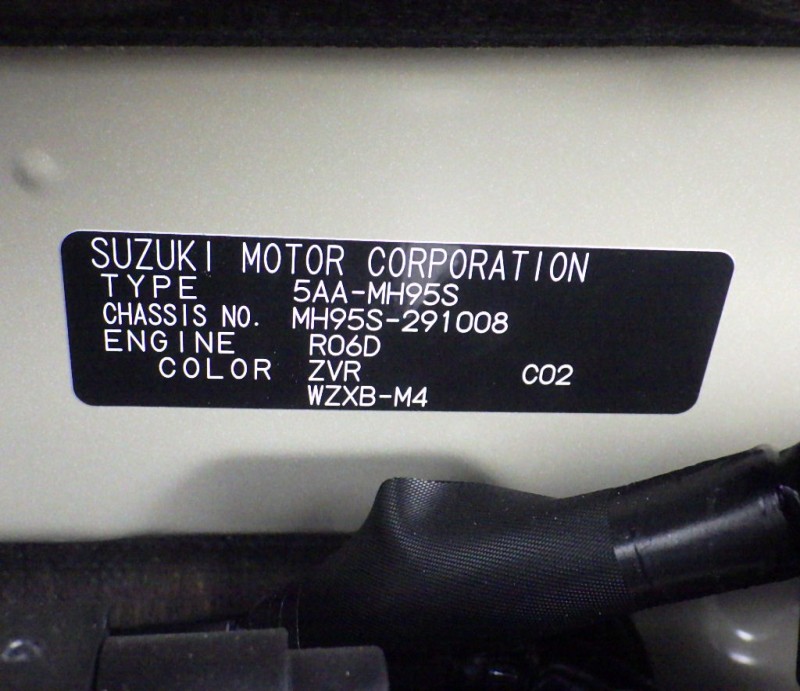 SUZUKI MOTOR CORPORATION
TYPE 5AA-MH95S
CHASSIS NO. MH95S-291008
ENGINE R06D
COLOR ZVR C02
WZXB-M4